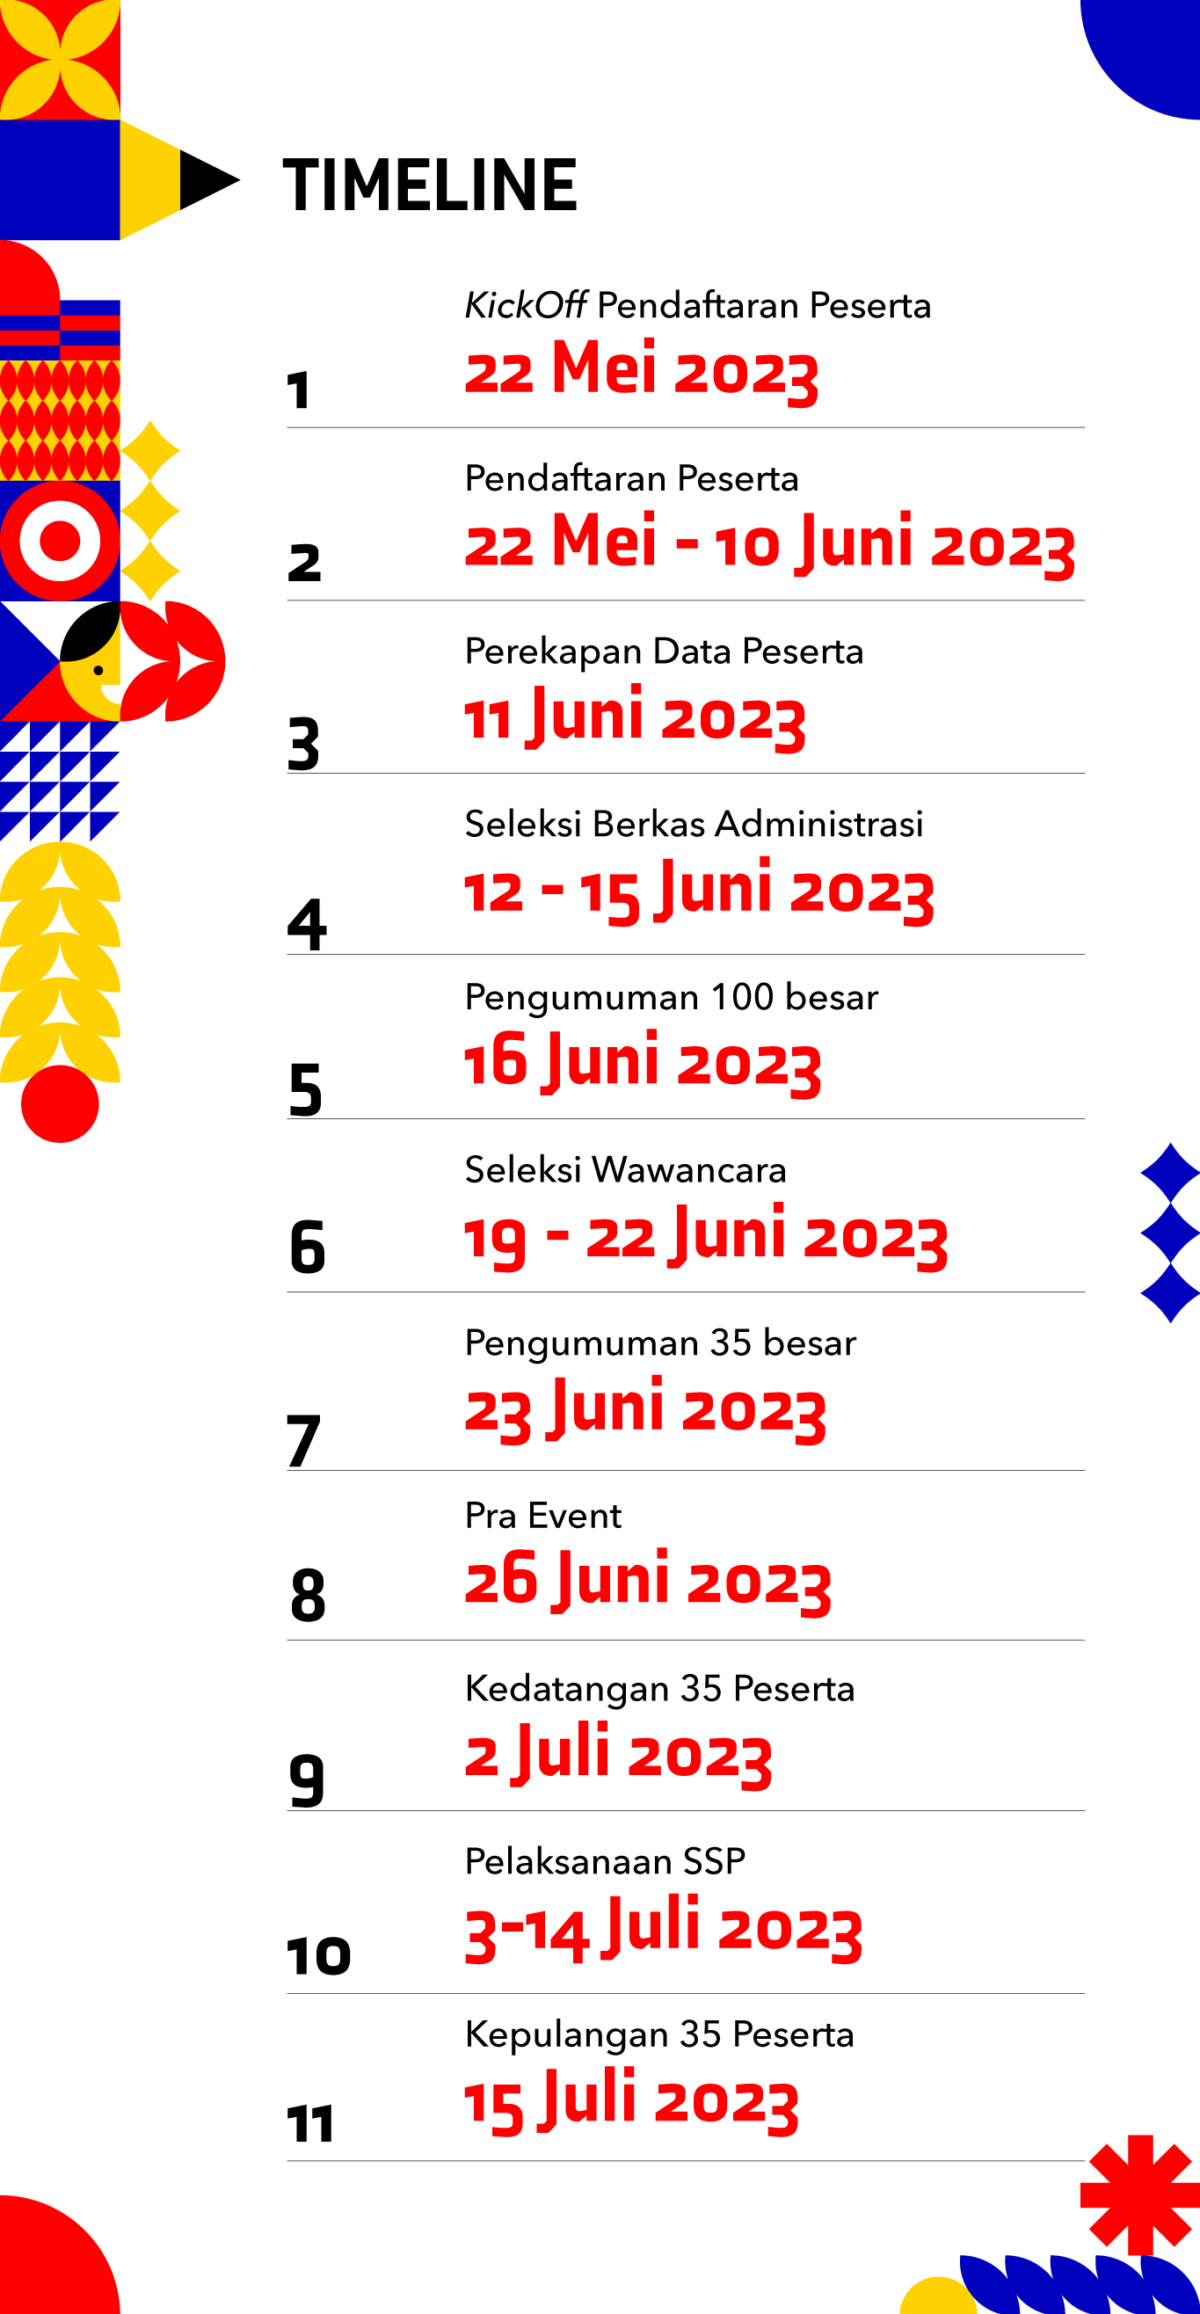 TIMELINE
KickOff Pendaftaran Peserta
22 Mei 2023
1
Pendaftaran Peserta
22 Mei - 10 Juni 2023
2
Perekapan Data Peserta
11 Juni 2023
3
Seleksi Berkas Administrasi
12 - 15 Juni 2023
4
Pengumuman 100 besar
16 Juni 2023
5
Seleksi Wawancara
19 - 22 Juni 2023
6
Pengumuman 35 besar
23 Juni 2023
7
Pra Event
26 Juni 2023
8
Kedatangan 35 Peserta
2 Juli 2023
9
Pelaksanaan SSP
3-14 Juli 2023
10
Kepulangan 35 Peserta
15 Juli 2023
11